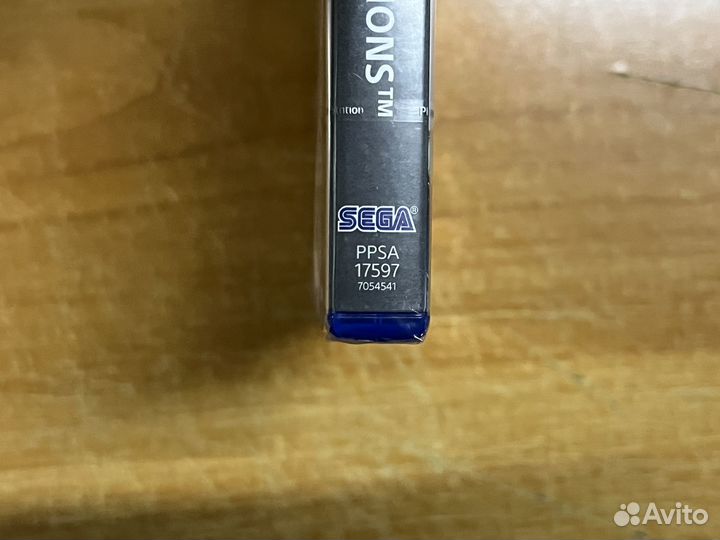 IONS™
SEGA®
PPSA
17597
7054541
Avito